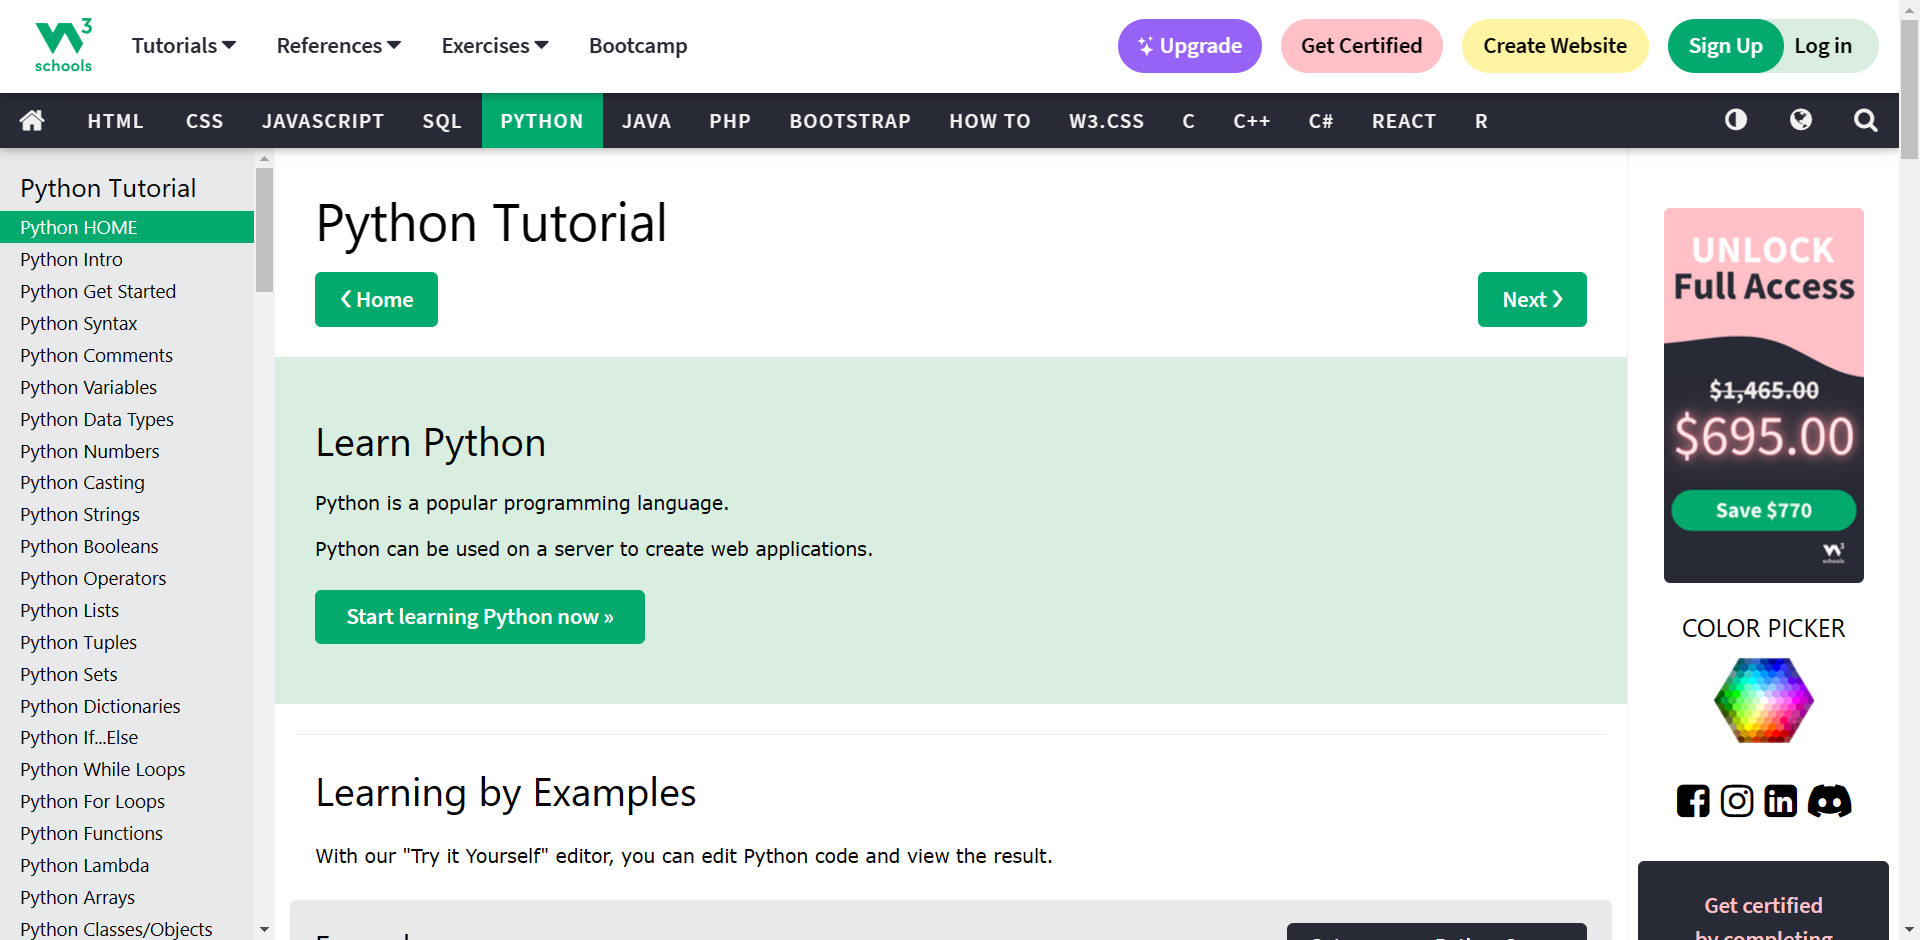 3
schools
Tutorials
References
Exercises
Bootcamp
Upgrade
Get Certified
Create Website
Sign Up
Log in
HTML
CSS
JAVASCRIPT
SQL
PYTHON
JAVA
PHP
BOOTSTRAP
HOW TO
W3.CSS
C
C++
C#
REACT
R
Python Tutorial
Python HOME
Python Intro
Python Get Started
Python Syntax
Python Comments
Python Variables
Python Data Types
Python Numbers
Python Casting
Python Strings
Python Booleans
Python Operators
Python Lists
Python Tuples
Python Sets
Python Dictionaries
Python If...Else
Python While Loops
Python For Loops
Python Functions
Python Lambda
Python Arrays
Python Classes/Objects
Python Tutorial
❮ Home
Next ❯
Learn Python
Python is a popular programming language.
Python can be used on a server to create web applications.
Start learning Python now »
Learning by Examples
With our "Try it Yourself" editor, you can edit Python code and view the result.
UNLOCK
Full Access
$1,465.00
$695.00
Save $770
3
schools
COLOR PICKER
in
Get certified
by completing